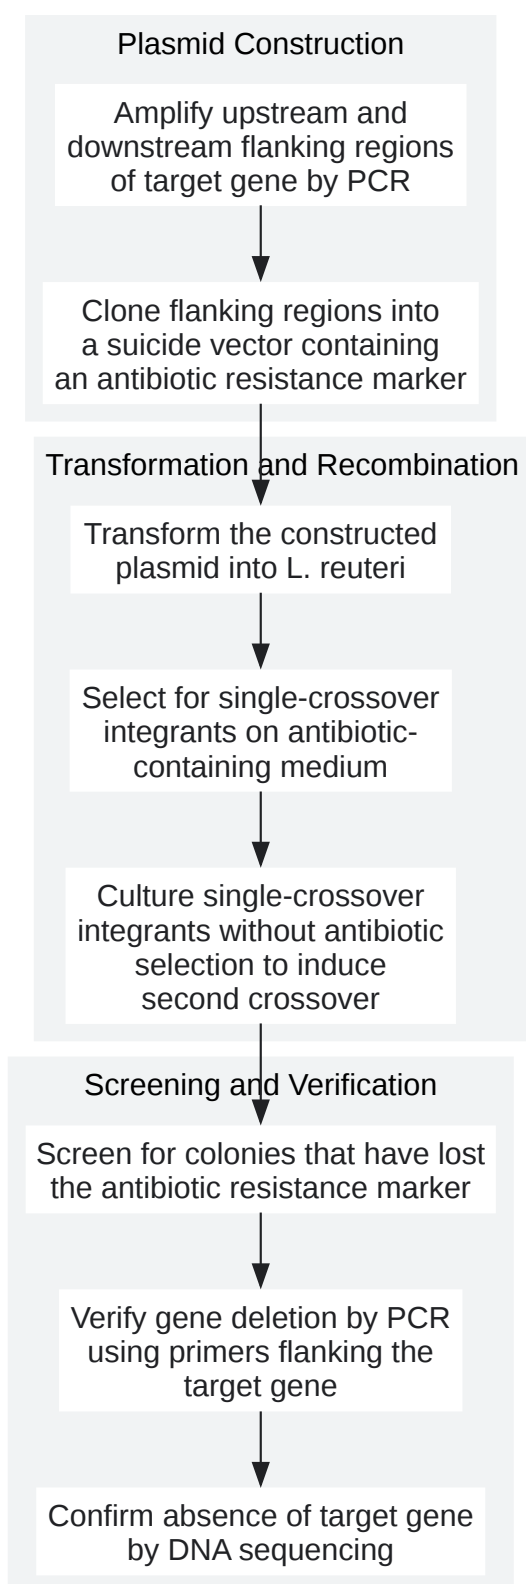 Plasmid Construction
Amplify upstream and
downstream flanking regions
of target gene by PCR
Clone flanking regions into
a suicide vector containing
an antibiotic resistance marker
Transformation and Recombination
Transform the constructed
plasmid into L. reuteri
Select for single-crossover
integrants on antibiotic-
containing medium
Culture single-crossover
integrants without antibiotic
selection to induce
second crossover
Screening and Verification
Screen for colonies that have lost
the antibiotic resistance marker
Verify gene deletion by PCR
using primers flanking the
target gene
Confirm absence of target gene
by DNA sequencing